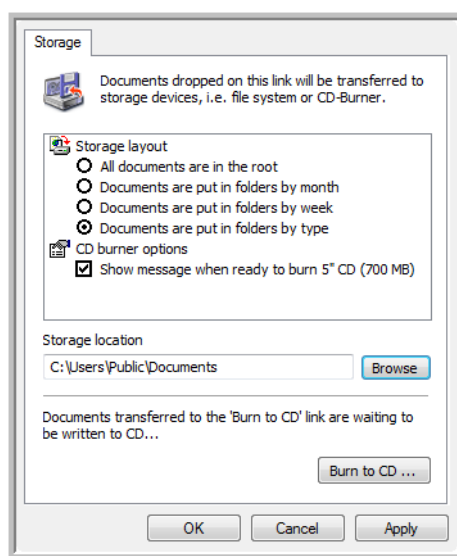 Storage
Documents dropped on this link will be transferred to
storage devices, i.e. file system or CD-Burner.
Storage layout
All documents are in the root
Documents are put in folders by month
Documents are put in folders by week
Documents are put in folders by type
CD burner options
Show message when ready to burn 5" CD (700 MB)
Storage location
C:\Users\Public\Documents
Browse
Documents transferred to the 'Burn to CD' link are waiting to
be written to CD...
Burn to CD ...
OK Cancel Apply